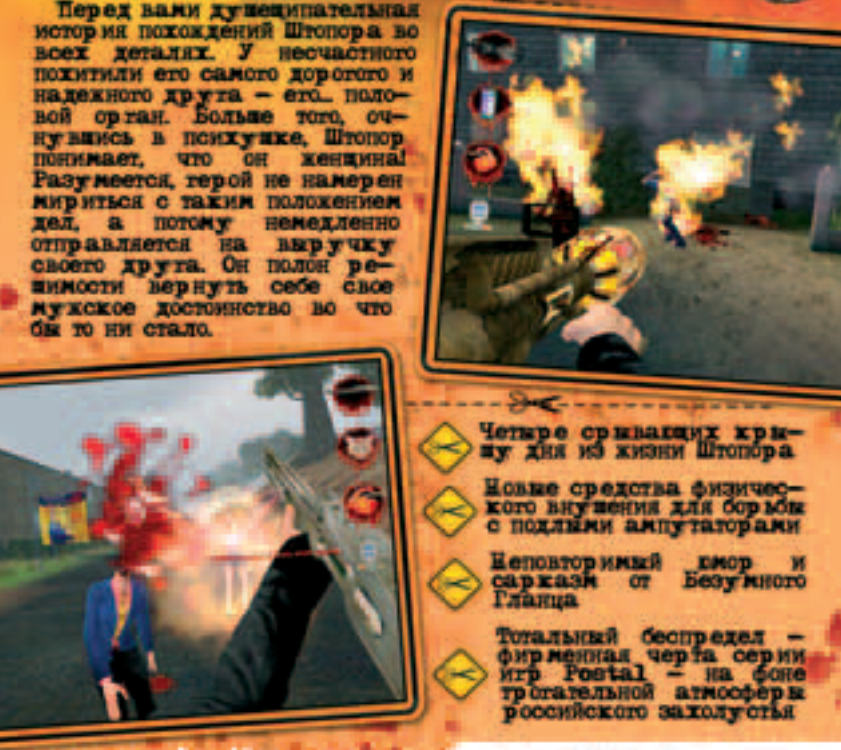 Перед вами душещипательная
история похождений Штопора во
всех деталях. У несчастного
похитили его самого дорогого и
надежного друга – его... поло-
вой орган. Больше того, оч-
нувшись в психушке, Штопор
понимает, что он женщина!
Разумеется, герой не намерен
мириться с таким положением
дел, а потому немедленно
отправляется на выручку
своего друга. Он полон ре-
шимости вернуть себе свое
мужское достоинство во что
бы то ни стало.
Четыре срывающих кры-
шу дня из жизни Штопора
Новые средства физичес-
кого внушения для борьбы
с подлыми ампутаторами
Неповторимый юмор и
сарказм от Безумного
Гланца
Тотальный беспредел –
фирменная черта серии
игр Postal – на фоне
трогательной атмосферы
российского захолустья